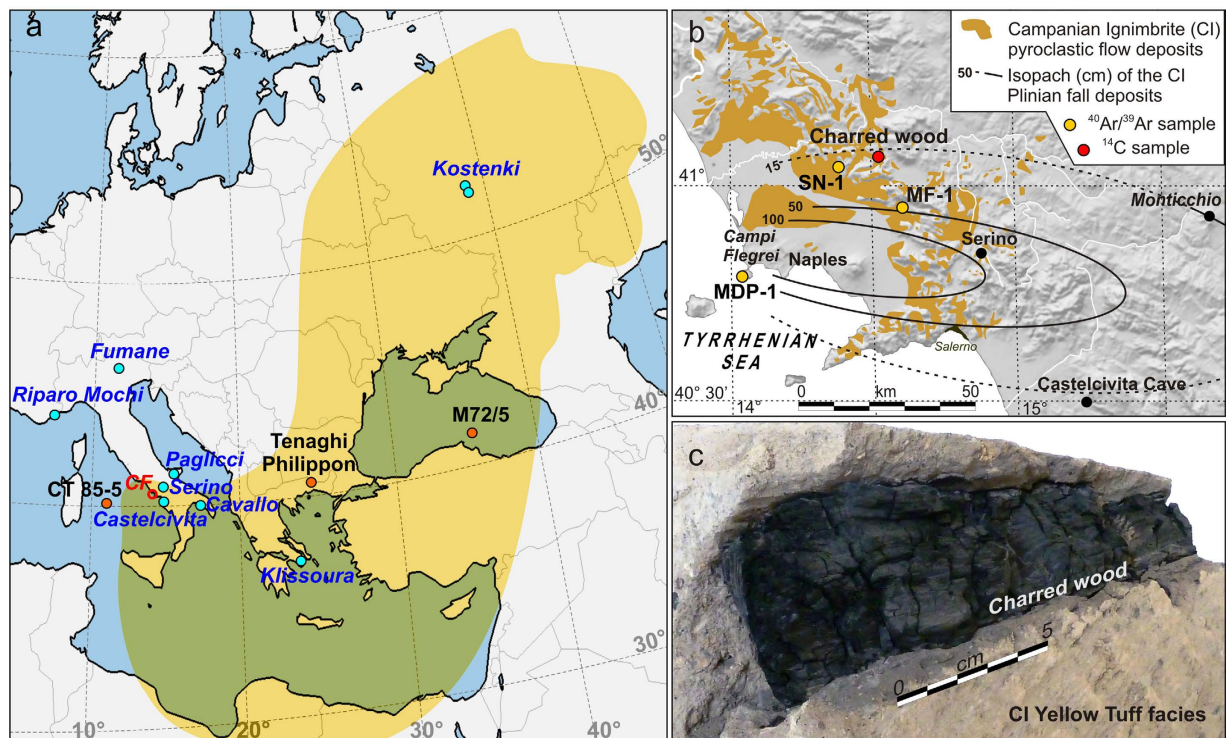 a
Kostenki
50°
Fumane
Riparo Mochi
40°
M72/5
Tenaghi
Philippon
Paglicci
CF
Serino
CT 85-5
Cavallo
Castelcivita
Klissoura
30°
10°
20°
30°
40°
b
Campanian Ignimbrite (CI)
pyroclastic flow deposits
50 Isopach (cm) of the CI
Plinian fall deposits
40Ar/39Ar sample
14C sample
Charred wood
15
41°
SN-1
MF-1
50
100
Monticchio
Campi
Flegrei
Serino
Naples
MDP-1
TYRRHENIAN
SEA
Salerno
Castelcivita Cave
40° 30'
14°
0 km 50
15°
c
Charred wood
0 cm 5
CI Yellow Tuff facies